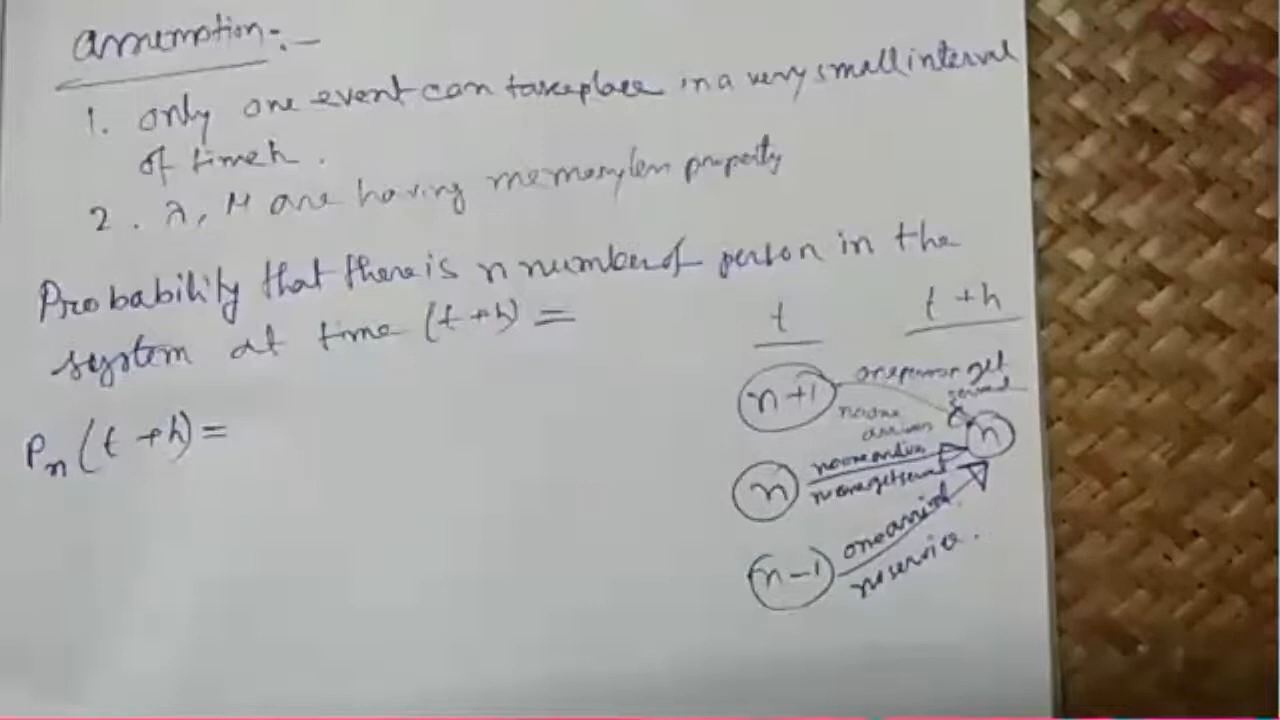 assumption:-
1. only one event can takeplace in a very small interval
of time h.
2. λ, μ are having memoryless property
Probability that there is n number of person in the
system at time (t+h) =
t t+h
n+1 one person get
served
no one
arrives
n
Pn(t+h) =
n no one arrive
no one get served
n-1 one arrival
no service.